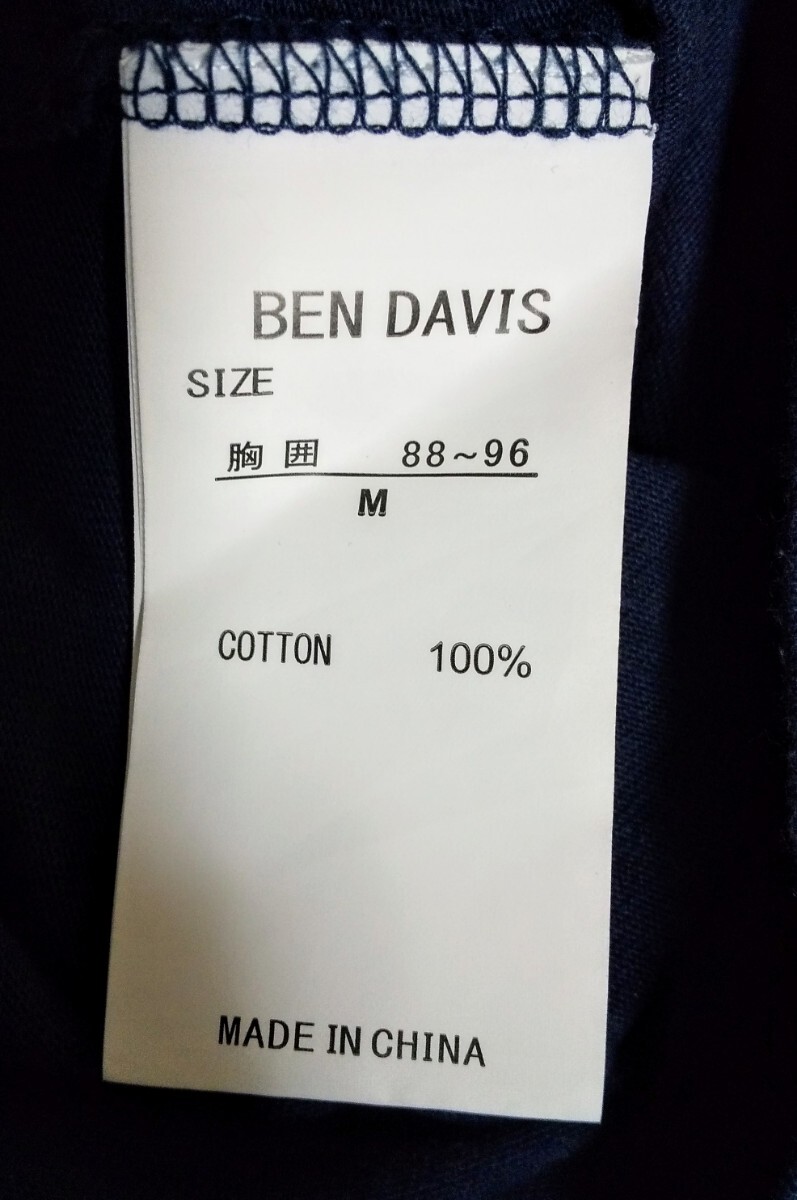 BEN DAVIS
SIZE
胸囲 88~96
M
COTTON 100%
MADE IN CHINA